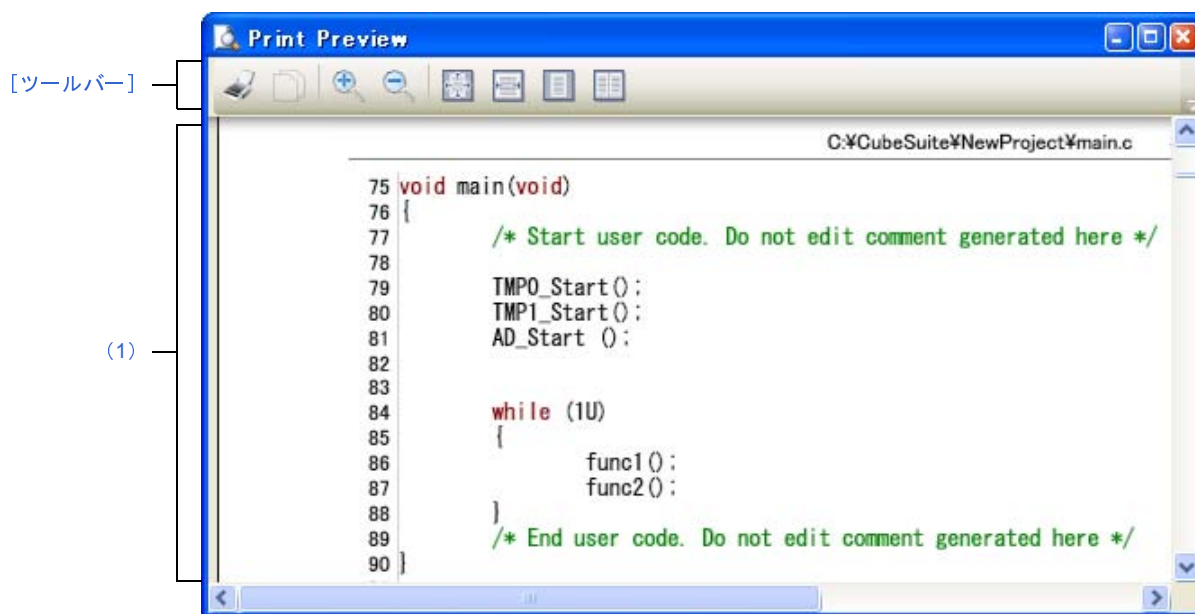 Print Preview
[ツールバー]
C:¥CubeSuite¥NewProject¥main.c
75 void main(void)
76 {
77 /* Start user code. Do not edit comment generated here */
78
79 TMP0_Start();
80 TMP1_Start();
81 AD_Start ();
82
83
(1)
84 while (1U)
85 {
86 func1();
87 func2();
88 }
89 /* End user code. Do not edit comment generated here */
90 }